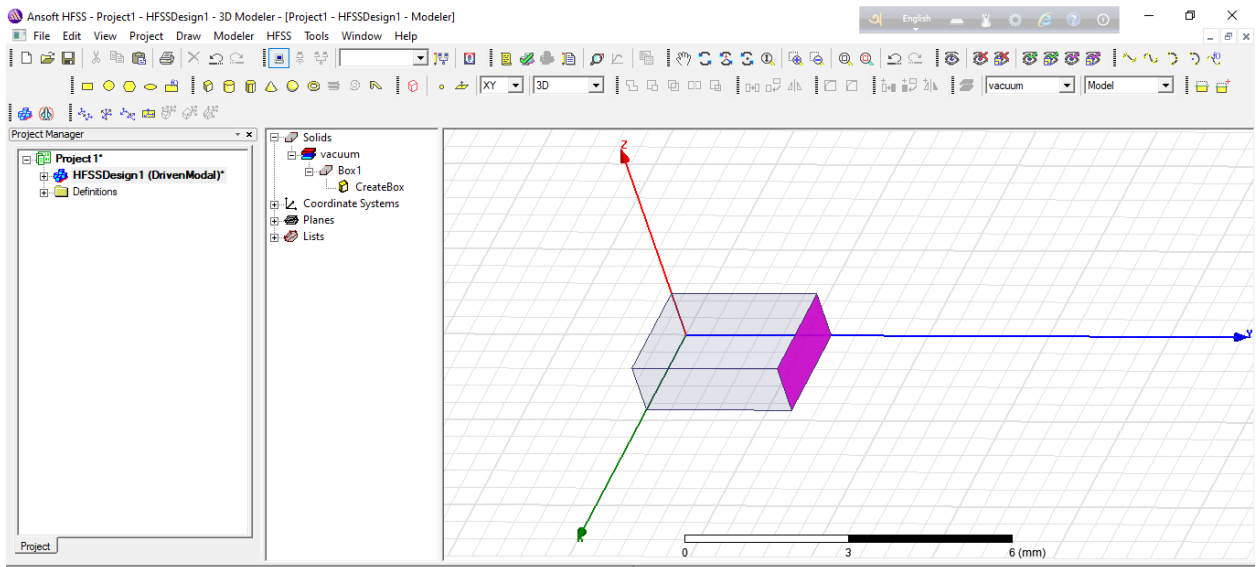 Ansoft HFSS - Project1 - HFSSDesign1 - 3D Modeler - [Project1 - HFSSDesign1 - Modeler]
অ English
File Edit View Project Draw Modeler HFSS Tools Window Help
XY 3D vacuum Model
Project Manager
Project1*
HFSSDesign1 (DrivenModal)*
Definitions
Project
Solids
vacuum
Box1
CreateBox
Coordinate Systems
Planes
Lists
Z
Y
0 3 6 (mm)